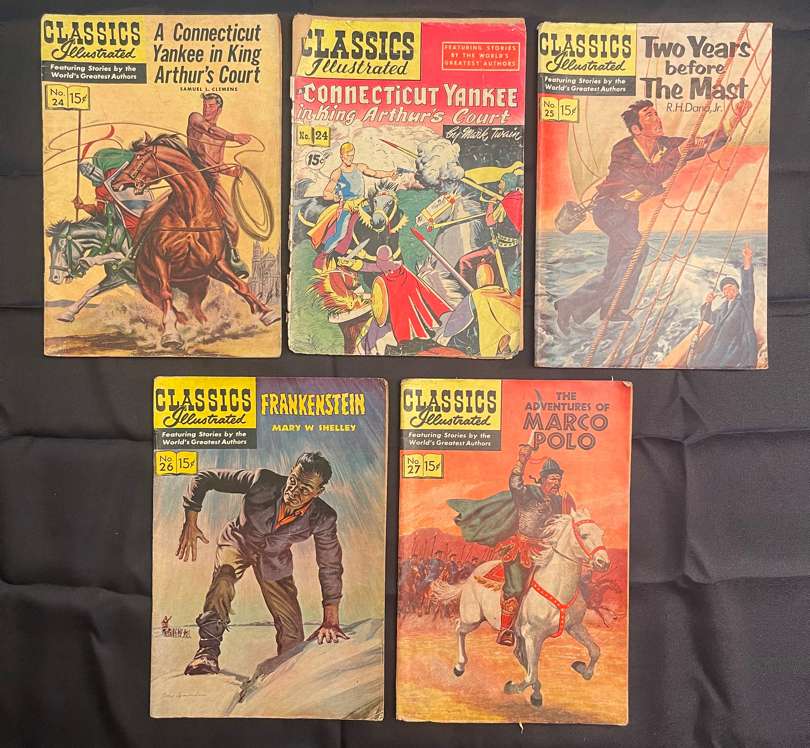 CLASSICS
Illustrated
Featuring Stories by the
World's Greatest Authors
No.
24
15¢
A Connecticut
Yankee in King
Arthur's Court
SAMUEL L. CLEMENS
CLASSICS
Illustrated
FEATURING STORIES
BY THE WORLD'S
GREATEST AUTHORS
A CONNECTICUT YANKEE
in King Arthur's Court
by Mark Twain
No. 24
15¢
CLASSICS
Illustrated
Featuring Stories by the
World's Greatest Authors
No.
25
15¢
Two Years
before
The Mast
R.H. Dana, Jr.
CLASSICS
Illustrated
Featuring Stories by the
World's Greatest Authors
No.
26
15¢
FRANKENSTEIN
MARY W SHELLEY
CLASSICS
Illustrated
Featuring Stories by the
World's Greatest Authors
No.
27
15¢
THE
ADVENTURES OF
MARCO
POLO